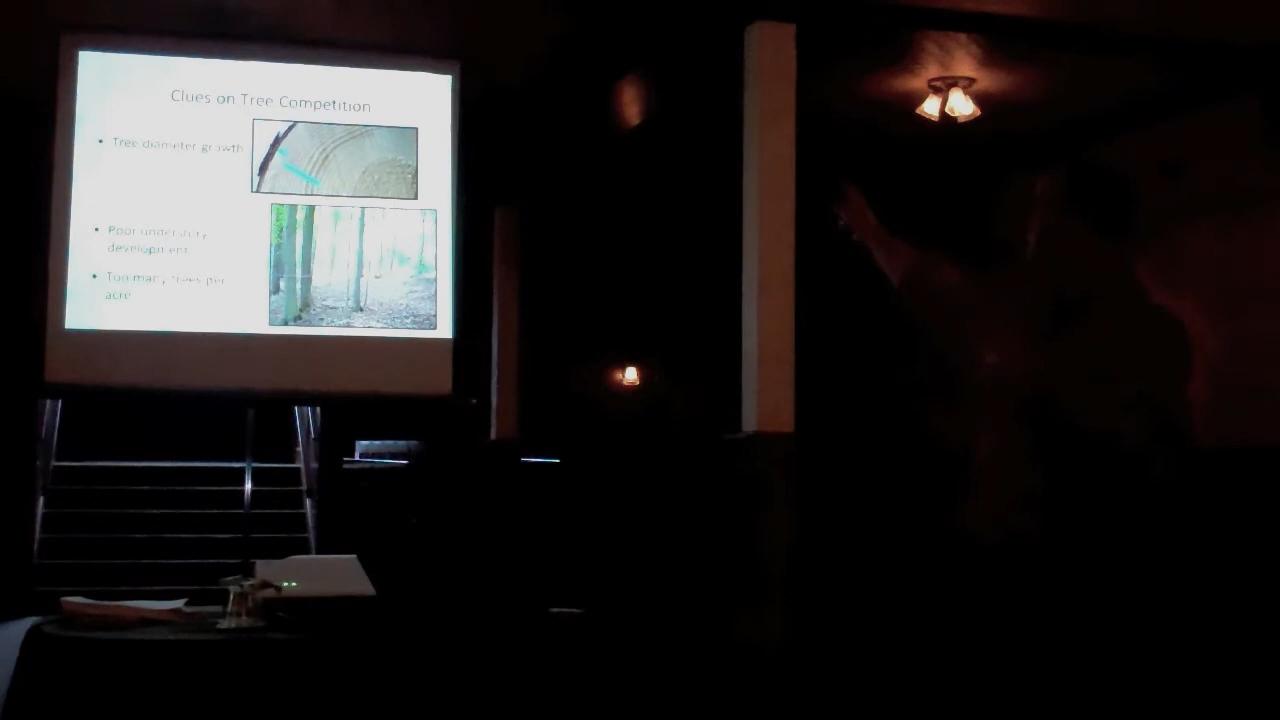 Clues on Tree Competition
• Tree diameter growth
• Poor understory
development
• Too many trees per
acre